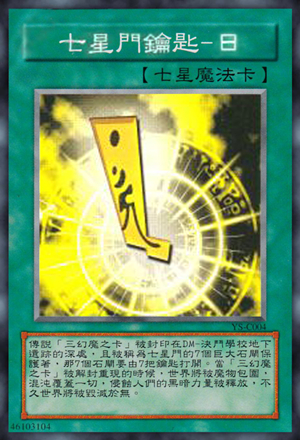 七星門鑰匙-日
【七星魔法卡】
YS-C004
傳說「三幻魔之卡」被封EP在DM-決鬥學校地下
遺跡的深處，且被稱為七星門的7個巨大石閘保
護著，那7個石閘要由7把鑰匙打開。當「三幻魔
之卡」被解封重現的時候，世界將被魔物包圍，
混沌覆蓋一切，侵蝕人們的黑暗力量被釋放，不
久世界將被毀滅於無。
46103104